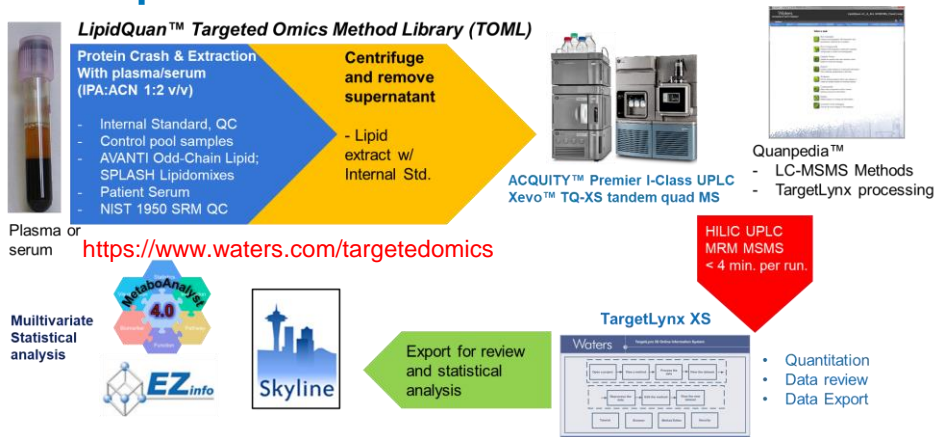 LipidQuan™ Targeted Omics Method Library (TOML)
Protein Crash & Extraction
With plasma/serum
(IPA:ACN 1:2 v/v)
- Internal Standard, QC
- Control pool samples
- AVANTI Odd-Chain Lipid;
SPLASH Lipidomixes
- Patient Serum
- NIST 1950 SRM QC
Centrifuge
and remove
supernatant
- Lipid
extract w/
Internal Std.
ACQUITY™ Premier I-Class UPLC
Xevo™ TQ-XS tandem quad MS
Quanpedia™
- LC-MSMS Methods
- TargetLynx processing
Plasma or
serum
https://www.waters.com/targetedomics
HILIC UPLC
MRM MSMS
< 4 min. per run.
TargetLynx XS
Waters
- Quantitation
- Data review
- Data Export
Export for review
and statistical
analysis
Skyline
MetaboAnalyst
4.0
EZinfo
Muiltivariate
Statistical
analysis